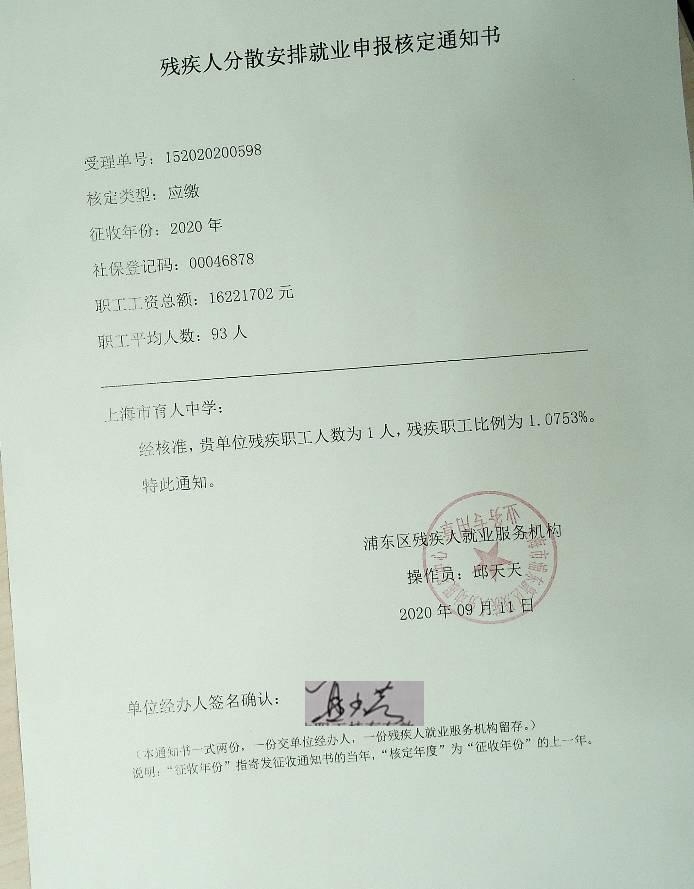 残疾人分散安排就业申报核定通知书
受理单号：152020200598
核定类型：应缴
征收年份：2020 年
社保登记码：00046878
职工工资总额：16221702 元
职工平均人数：93 人
上海市育人中学：
经核准，贵单位残疾职工人数为 1 人，残疾职工比例为 1.0753%。
特此通知。
浦东区残疾人就业服务机构
操作员：邱天天
2020 年 09 月 11 日
业务专用章
单位经办人签名确认：
（本通知书一式两份，一份交单位经办人，一份残疾人就业服务机构留存。）
说明：“征收年份”指寄发征收通知书的当年，“核定年度”为“征收年份”的上一年。